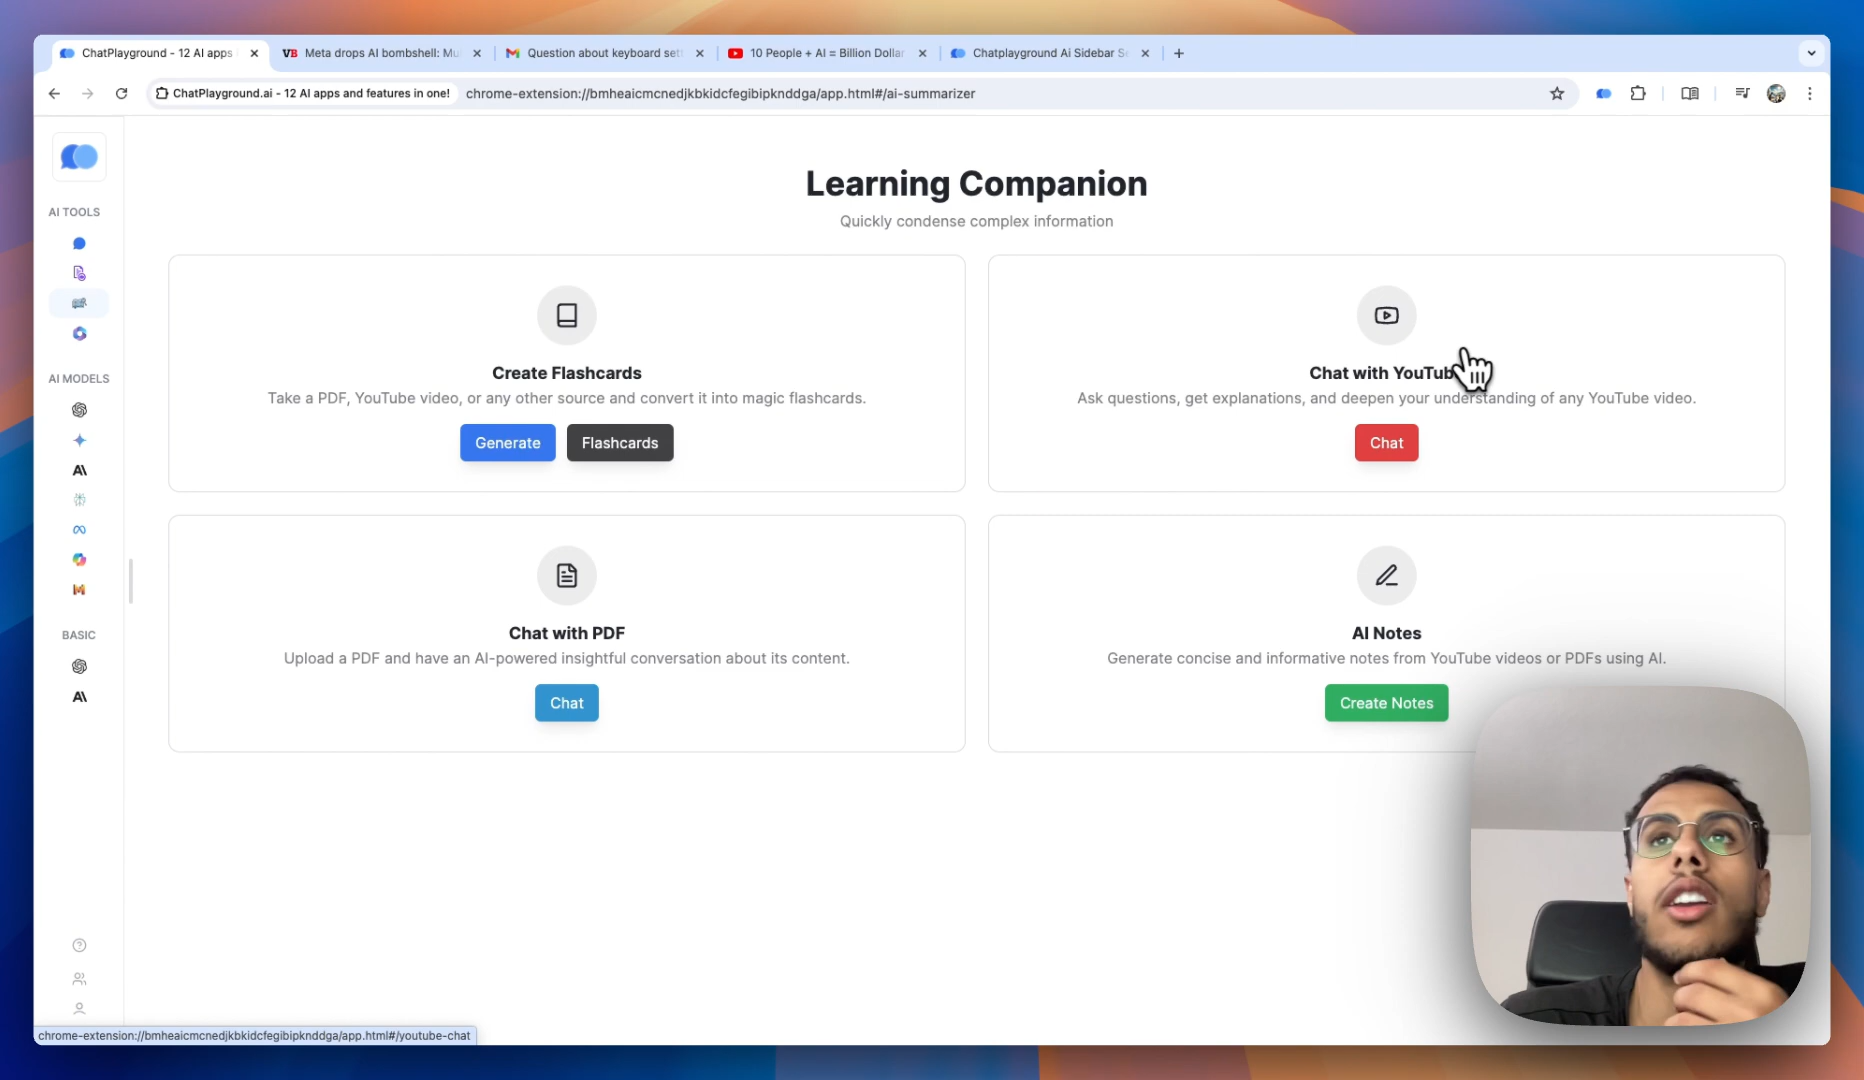 ChatPlayground - 12 AI apps
Meta drops AI bombshell: Mu
Question about keyboard set
10 People + AI = Billion Dollar
Chatplayground Ai Sidebar Se
ChatPlayground.ai - 12 AI apps and features in one!
chrome-extension://bmheaicmcnedjkbkidcfegibipknddga/app.html#/ai-summarizer
AI TOOLS
AI MODELS
BASIC
Learning Companion
Quickly condense complex information
Create Flashcards
Take a PDF, YouTube video, or any other source and convert it into magic flashcards.
Generate
Flashcards
Chat with YouTub
Ask questions, get explanations, and deepen your understanding of any YouTube video.
Chat
Chat with PDF
Upload a PDF and have an AI-powered insightful conversation about its content.
Chat
AI Notes
Generate concise and informative notes from YouTube videos or PDFs using AI.
Create Notes
chrome-extension://bmheaicmcnedjkbkidcfegibipknddga/app.html#/youtube-chat